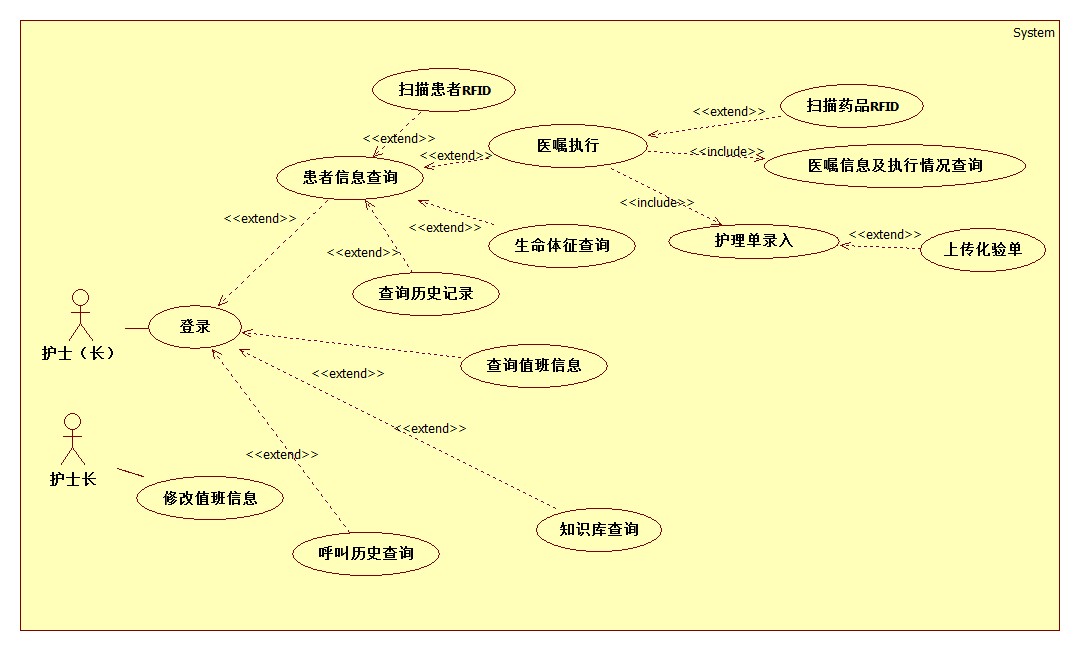 System
扫描患者RFID
扫描药品RFID
<<extend>>
<<extend>>
医嘱执行
<<extend>>
<<include>>
医嘱信息及执行情况查询
患者信息查询
<<include>>
<<extend>>
<<extend>>
<<extend>>
生命体征查询
护理单录入
上传化验单
<<extend>>
查询历史记录
护士（长）
登录
查询值班信息
<<extend>>
<<extend>>
<<extend>>
护士长
修改值班信息
知识库查询
呼叫历史查询